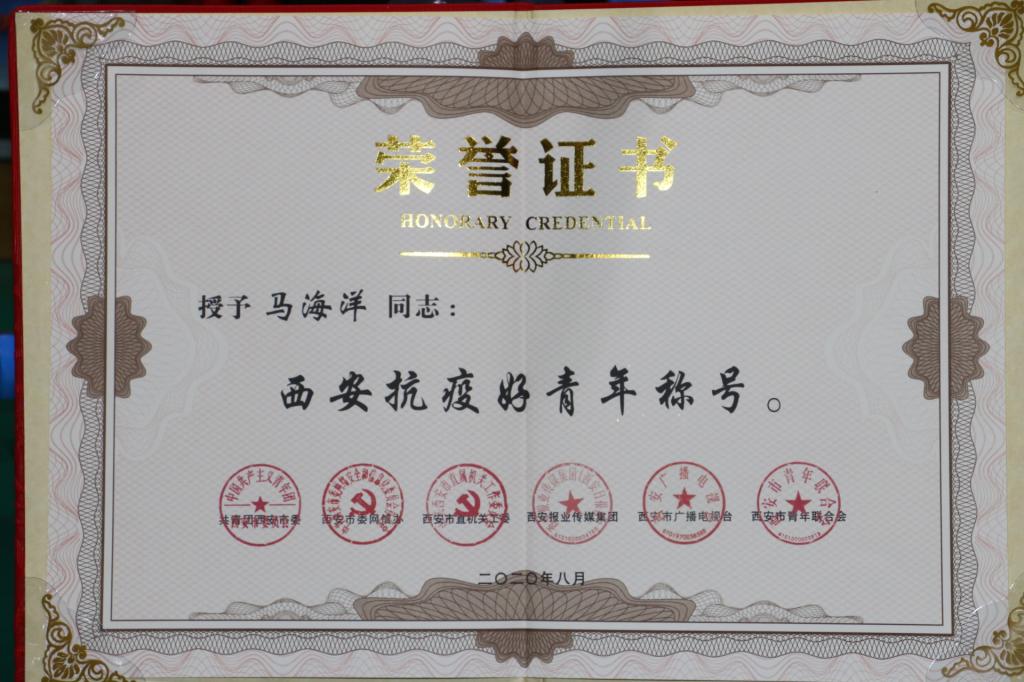 荣誉证书
HONORARY CREDENTIAL
授予 马海洋 同志：
西安抗疫好青年称号。
共青团西安市委 西安市委网信办 西安市直机关工委 西安报业传媒集团 西安市广播电视台 西安市青年联合会
二〇二〇年八月